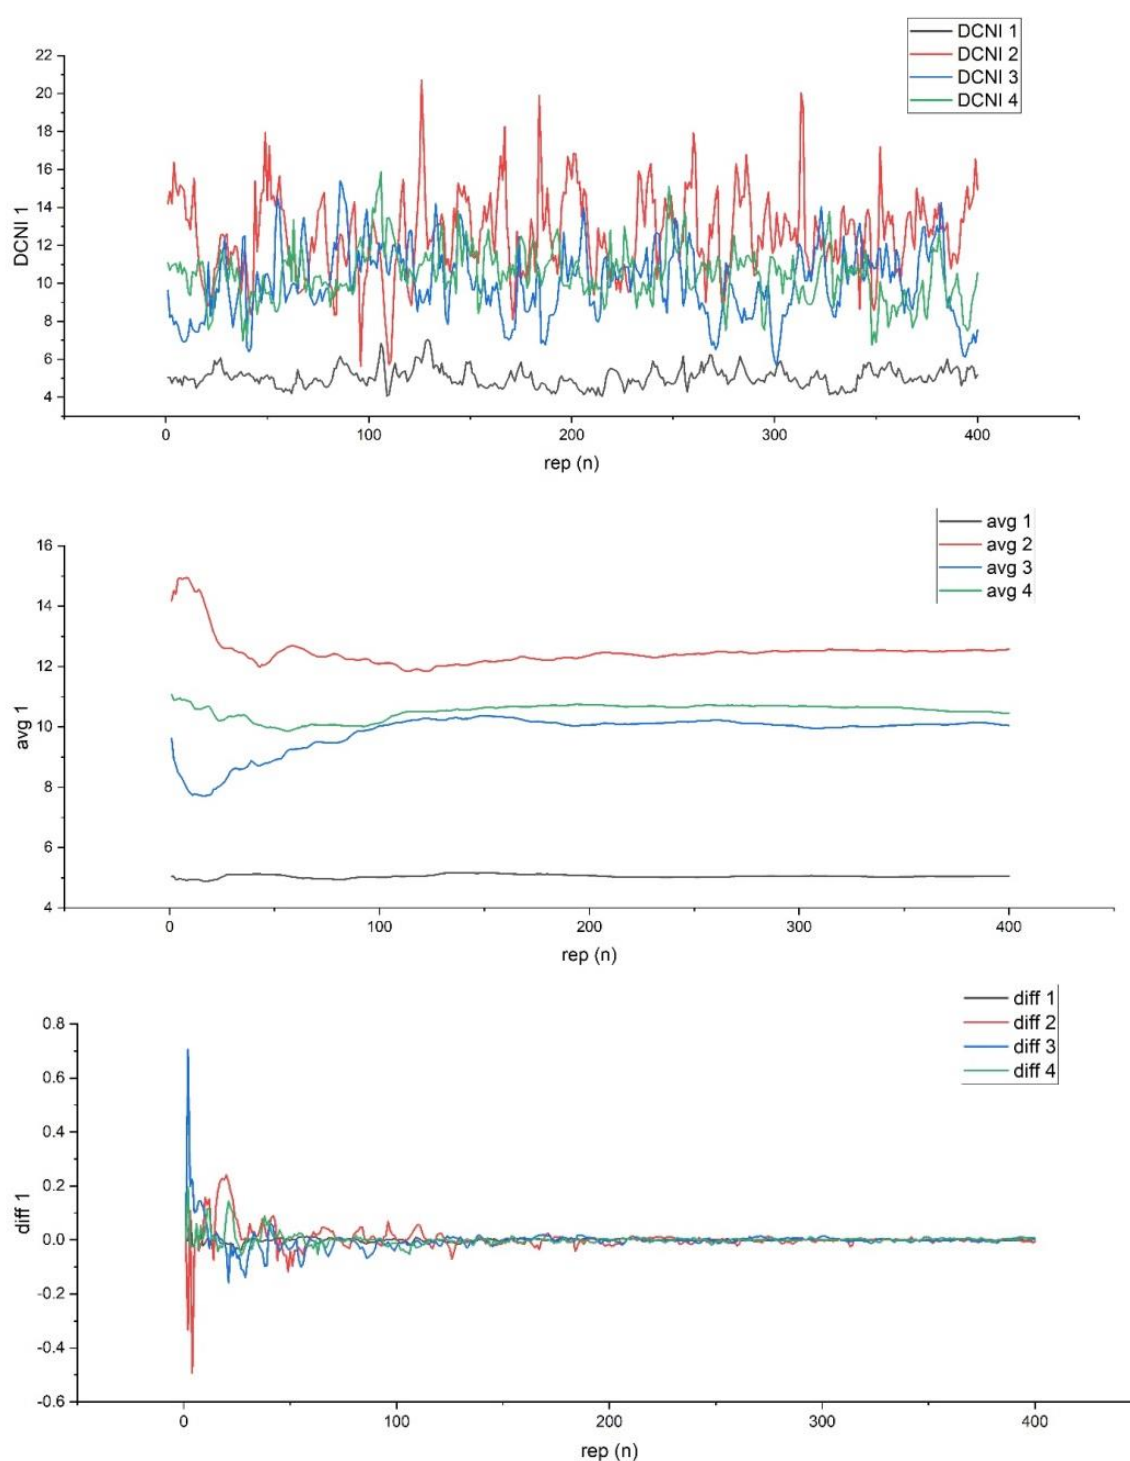 DCNI 1
DCNI 2
DCNI 3
DCNI 4
22
20
18
16
14
12
10
8
6
4
DCNI 1
0 100 200 300 400
rep (n)
avg 1
avg 2
avg 3
avg 4
16
14
12
10
8
6
4
avg 1
0 100 200 300 400
rep (n)
diff 1
diff 2
diff 3
diff 4
0.8
0.6
0.4
0.2
0.0
-0.2
-0.4
-0.6
diff 1
0 100 200 300 400
rep (n)